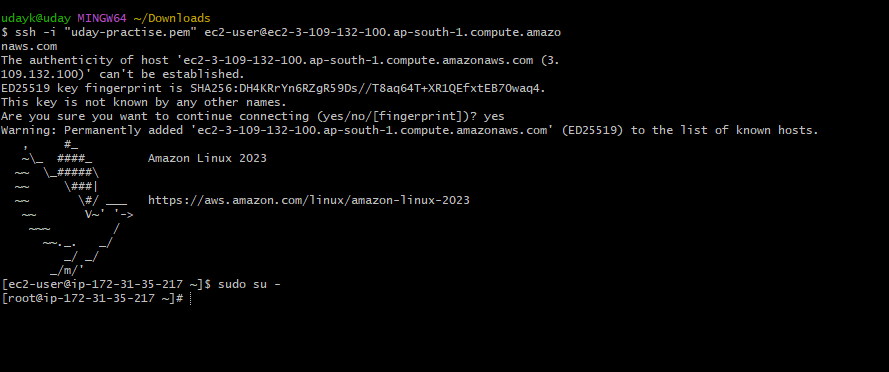 udayk@uday MINGW64 ~/Downloads
$ ssh -i "uday-practise.pem" ec2-user@ec2-3-109-132-100.ap-south-1.compute.amazo
naws.com
The authenticity of host 'ec2-3-109-132-100.ap-south-1.compute.amazonaws.com (3.
109.132.100)' can't be established.
ED25519 key fingerprint is SHA256:DH4KRrYn6RZgR59Ds//T8aq64T+XR1QEfxtEB7Owaq4.
This key is not known by any other names.
Are you sure you want to continue connecting (yes/no/[fingerprint])? yes
Warning: Permanently added 'ec2-3-109-132-100.ap-south-1.compute.amazonaws.com' (ED25519) to the list of known hosts.
   ,     #_
   ~\_  ####_        Amazon Linux 2023
  ~~  \_#####\
  ~~     \###|
  ~~       \#/ ___   https://aws.amazon.com/linux/amazon-linux-2023
   ~~       V~' '->
    ~~~         /
      ~~._.   _/
         _/ _/
       _/m/'
[ec2-user@ip-172-31-35-217 ~]$ sudo su -
[root@ip-172-31-35-217 ~]#